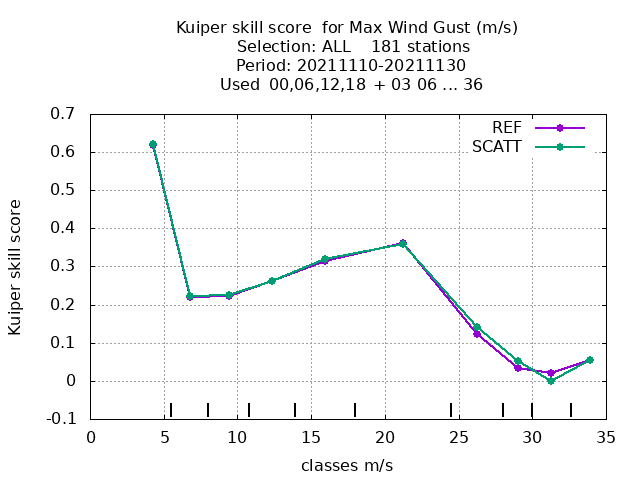 Kuiper skill score for Max Wind Gust (m/s)
Selection: ALL 181 stations
Period: 20211110-20211130
Used 00,06,12,18 + 03 06 ... 36
REF
SCATT
Kuiper skill score
0.7
0.6
0.5
0.4
0.3
0.2
0.1
0
-0.1
0 5 10 15 20 25 30 35
classes m/s